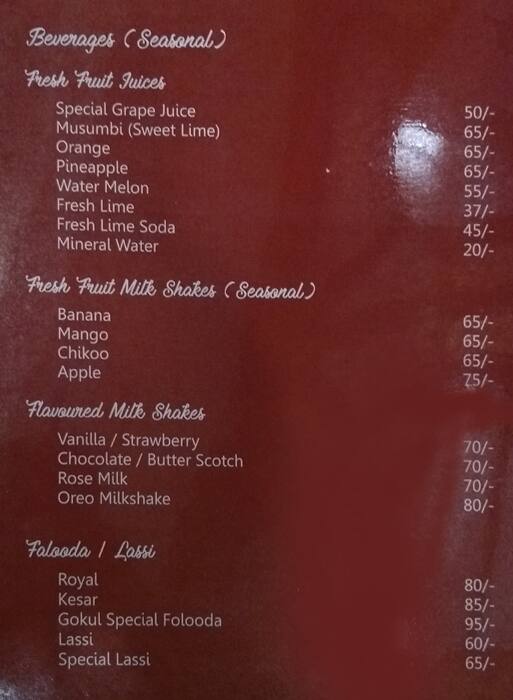 Beverages (Seasonal)
Fresh Fruit Juices
Special Grape Juice 50/-
Musumbi (Sweet Lime) 65/-
Orange 65/-
Pineapple 65/-
Water Melon 55/-
Fresh Lime 37/-
Fresh Lime Soda 45/-
Mineral Water 20/-
Fresh Fruit Milk Shakes (Seasonal)
Banana 65/-
Mango 65/-
Chikoo 65/-
Apple 75/-
Flavoured Milk Shakes
Vanilla / Strawberry 70/-
Chocolate / Butter Scotch 70/-
Rose Milk 70/-
Oreo Milkshake 80/-
Falooda / Lassi
Royal 80/-
Kesar 85/-
Gokul Special Folooda 95/-
Lassi 60/-
Special Lassi 65/-